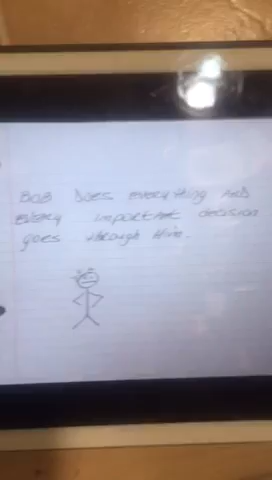 BOB Does everything AND
every important decision
goes through Him.